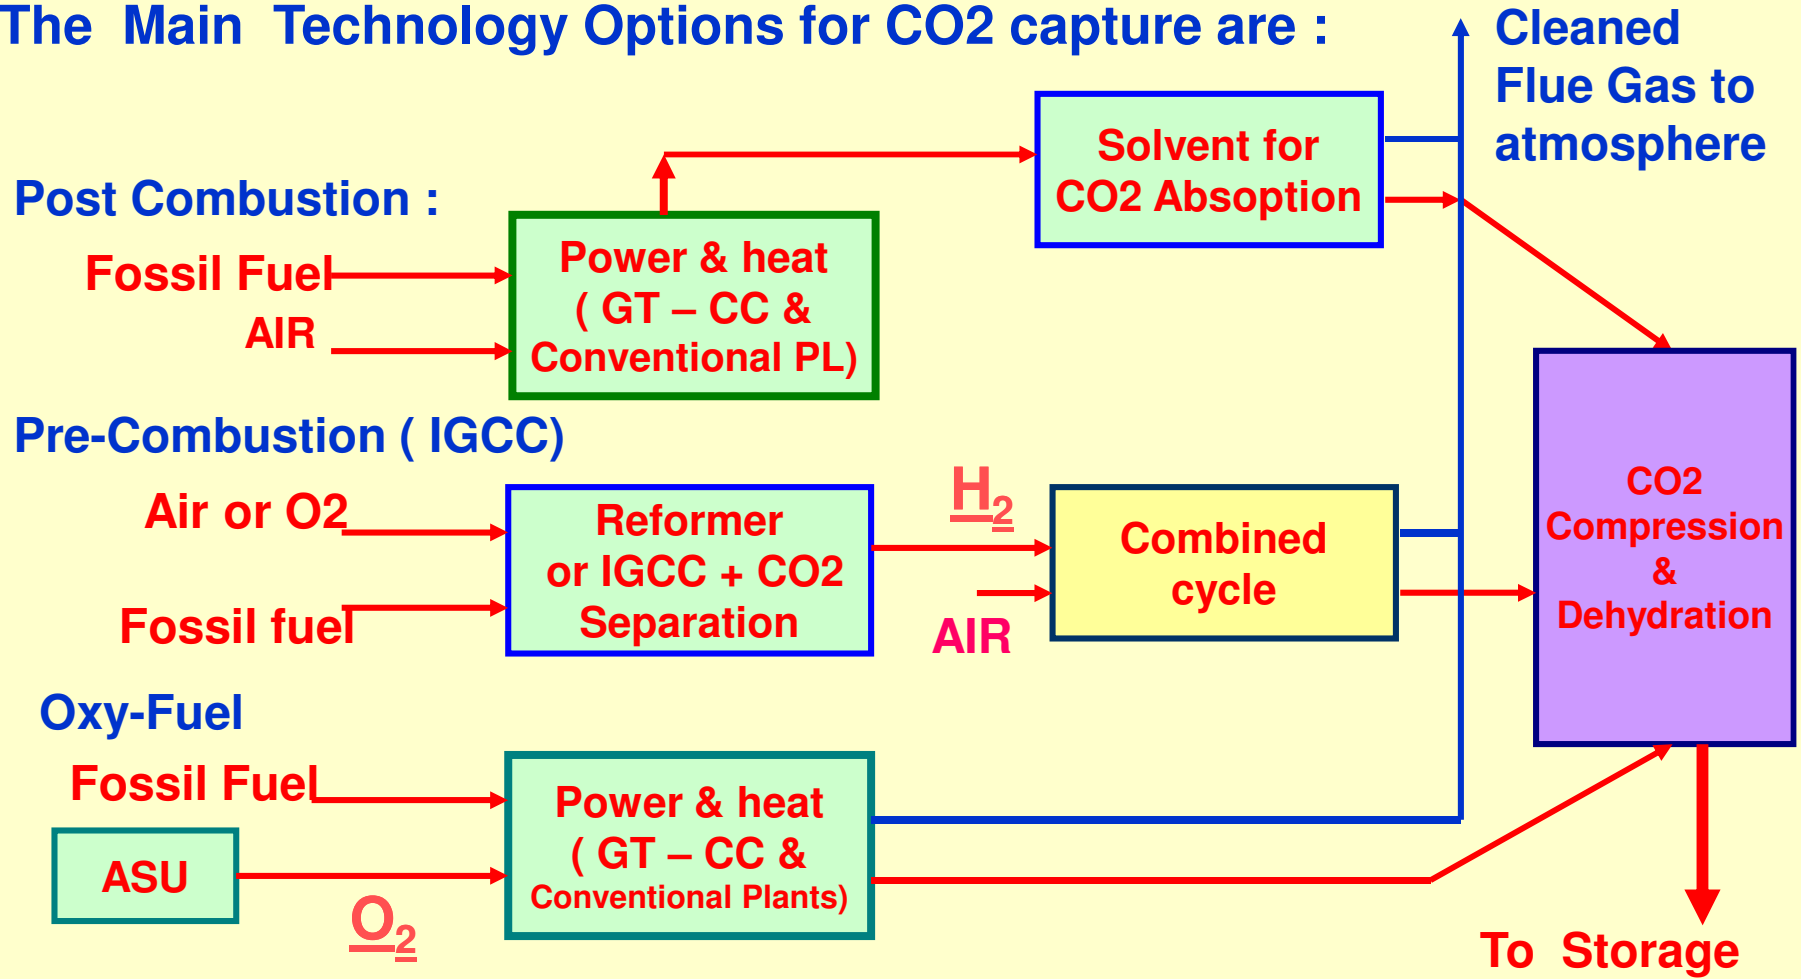 The Main Technology Options for CO2 capture are :
Cleaned
Flue Gas to
atmosphere
Solvent for
CO2 Absoption
Post Combustion :
Fossil Fuel
AIR
Power & heat
( GT – CC &
Conventional PL)
Pre-Combustion ( IGCC)
Air or O2
Fossil fuel
Reformer
or IGCC + CO2
Separation
H2
AIR
Combined
cycle
CO2
Compression
&
Dehydration
Oxy-Fuel
Fossil Fuel
ASU
O2
Power & heat
( GT – CC &
Conventional Plants)
To Storage